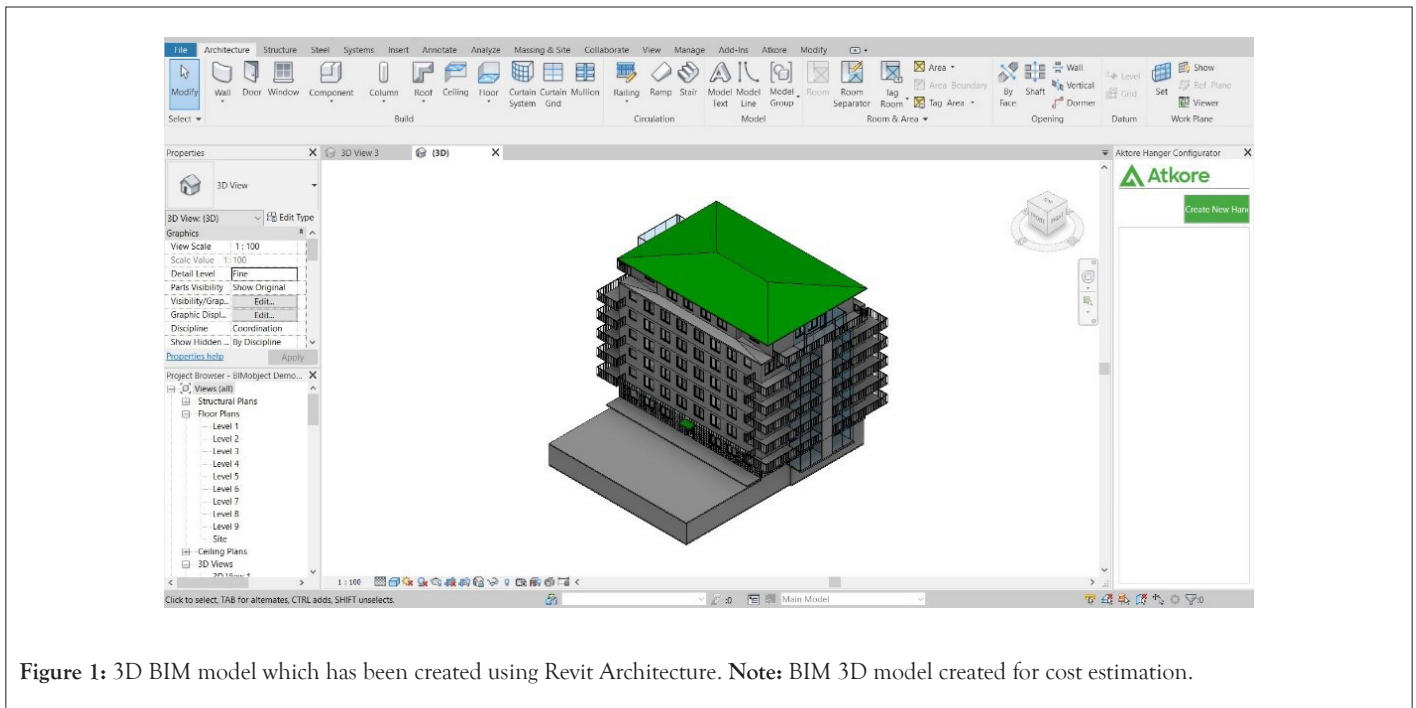 File Architecture Structure Steel Systems Insert Annotate Analyze Massing & Site Collaborate View Manage Add-Ins Atkore Modify
Modify Wall Door Window Component Column Roof Ceiling Floor Curtain System Curtain Grid Mullion Railing Ramp Stair Model Text Model Line Model Group Room Room Separator Tag Room Area Area Boundary Tag Area By Face Shaft Wall Vertical Dormer Level Grid Set Show Ref Plane Viewer
Select Build Circulation Model Room & Area Opening Datum Work Plane
Properties X 3D View 3 {3D} X Aktore Hanger Configurator X
Atkore
3D View
Create New Han
3D View: {3D} Edit Type
Graphics
View Scale 1 : 100
Scale Value 1: 100
Detail Level Fine
Parts Visibility Show Original
Visibility/Grap... Edit...
Graphic Displ... Edit...
Discipline Coordination
Show Hidden ... By Discipline
Properties help Apply
Project Browser - BIMobject Demo... X
Views (all)
Structural Plans
Floor Plans
Level 1
Level 2
Level 3
Level 4
Level 5
Level 6
Level 7
Level 8
Level 9
Site
Ceiling Plans
3D Views
3D View 1
1 : 100
Click to select, TAB for alternates, CTRL adds, SHIFT unselects. :0 Main Model :0
Figure 1: 3D BIM model which has been created using Revit Architecture. Note: BIM 3D model created for cost estimation.